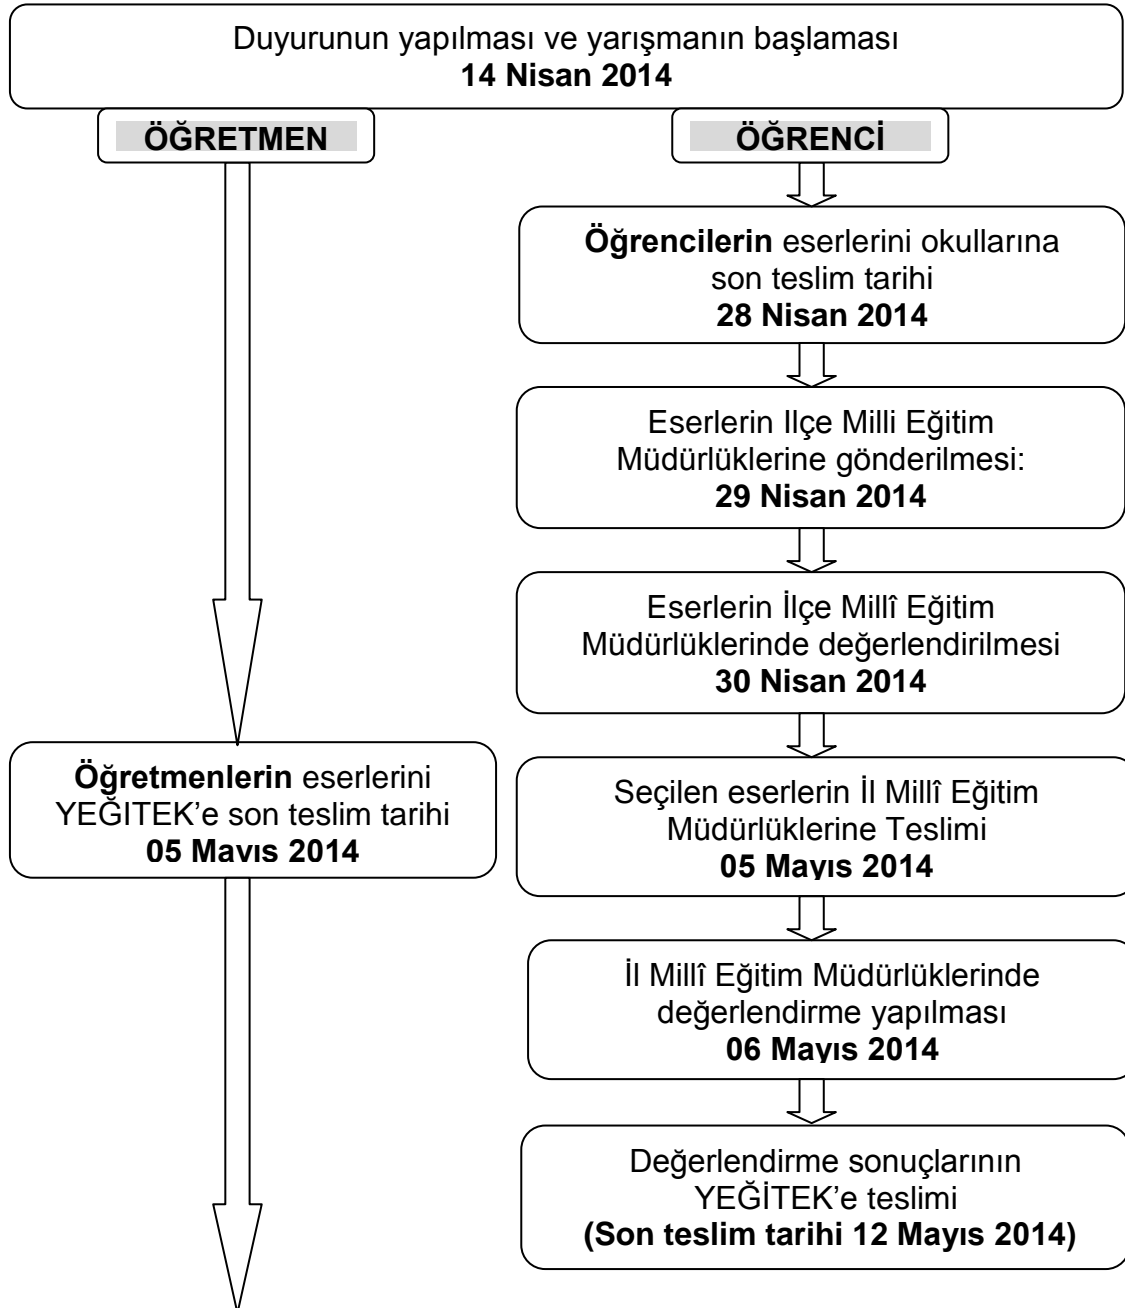 Duyurunun yapılması ve yarışmanın başlaması
14 Nisan 2014
ÖĞRETMEN
ÖĞRENCİ
Öğrencilerin eserlerini okullarına
son teslim tarihi
28 Nisan 2014
Eserlerin Ilçe Milli Eğitim
Müdürlüklerine gönderilmesi:
29 Nisan 2014
Eserlerin İlçe Millî Eğitim
Müdürlüklerinde değerlendirilmesi
30 Nisan 2014
Öğretmenlerin eserlerini
YEĞITEK’e son teslim tarihi
05 Mayıs 2014
Seçilen eserlerin İl Millî Eğitim
Müdürlüklerine Teslimi
05 Mayıs 2014
İl Millî Eğitim Müdürlüklerinde
değerlendirme yapılması
06 Mayıs 2014
Değerlendirme sonuçlarının
YEĞİTEK’e teslimi
(Son teslim tarihi 12 Mayıs 2014)